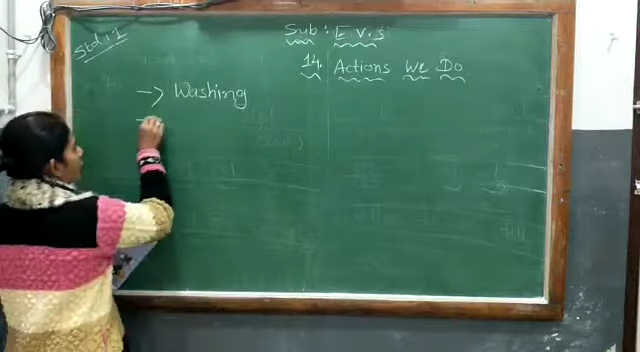 Std : 1
Sub : E.V.S
14. Actions We Do
→ Washing